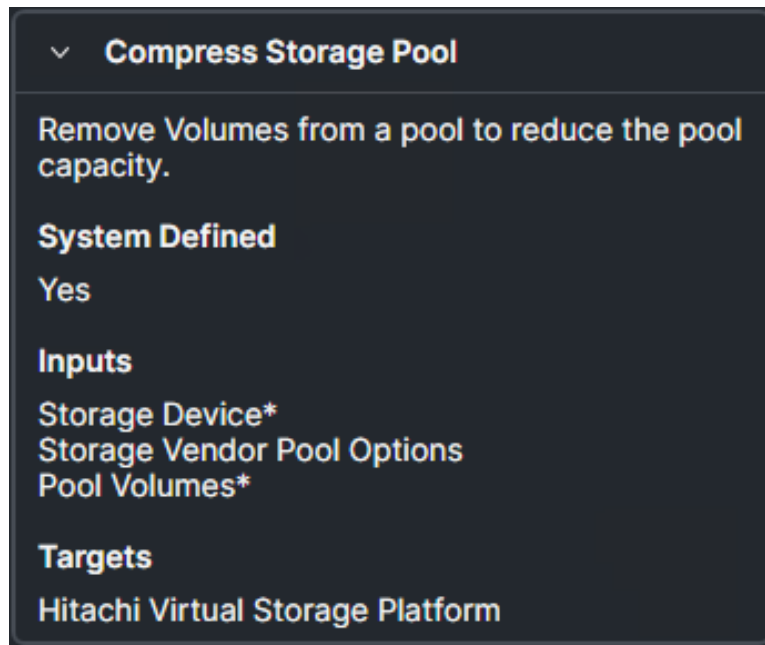 Compress Storage Pool
Remove Volumes from a pool to reduce the pool
capacity.
System Defined
Yes
Inputs
Storage Device*
Storage Vendor Pool Options
Pool Volumes*
Targets
Hitachi Virtual Storage Platform